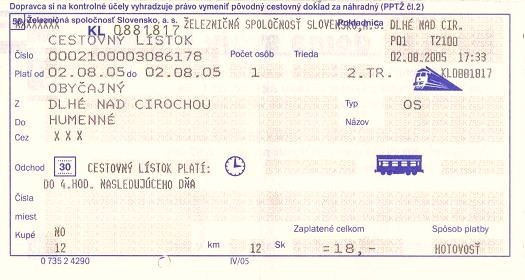 Dopravca si na kontrolné účely vyhradzuje právo vymeniť pôvodný cestovný doklad za náhradný (PPTŽ čl.2)
Železničná spoločnosť Slovensko, a. s. ŽELEZNIČNÁ SPOLOČNOSŤ SLOVENSKO, A.S. DLHÉ NAD CIR.
KL 0881817 Pokladnica
CESTOVNÝ LÍSTOK P01 T2100
Číslo 0002100003086178 Počet osôb Trieda 02.08.2005 17:33
Platí od 02.08.05 do 02.08.05 1 2.TR. KL0881817
OBYČAJNÝ
Z DLHÉ NAD CIROCHOU Typ OS
Do HUMENNÉ Názov
Cez X X X
Odchod 30 CESTOVNÝ LÍSTOK PLATÍ:
DO 4.HOD. NASLEDUJÚCEHO DŇA
Čísla
miest
Kupé NO Zaplatené celkom Spôsob platby
12 km 12 Sk =18,- HOTOVOSŤ
0 735 2 4290 IV/05